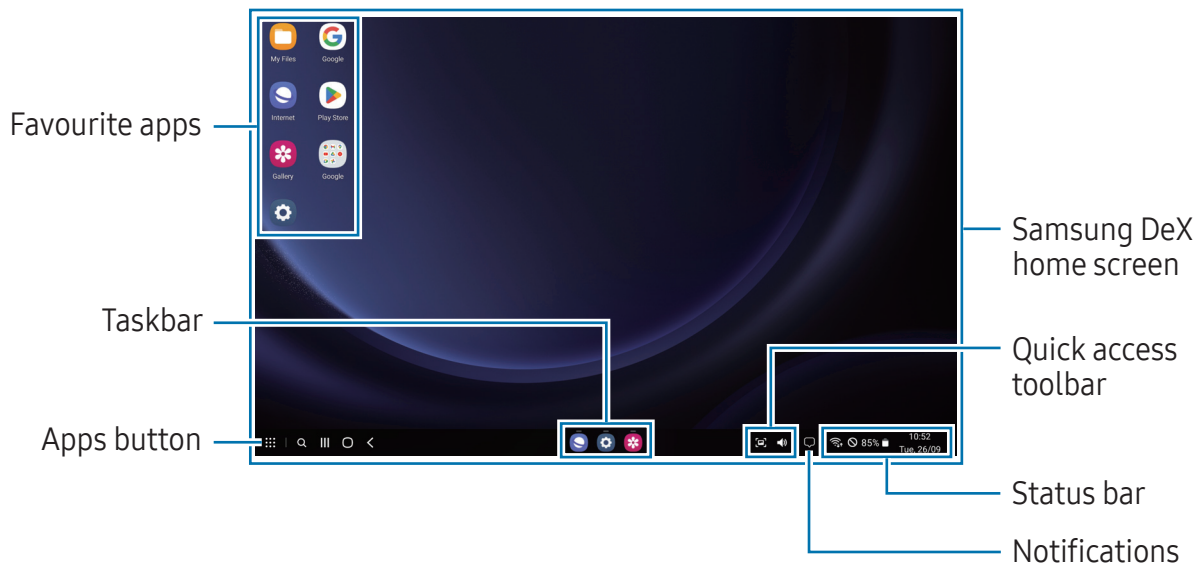 My Files
Google
Internet
Play Store
Gallery
Google
Favourite apps
Samsung DeX
home screen
Taskbar
Quick access
toolbar
Apps button
85%
10:52
Tue, 26/09
Status bar
Notifications